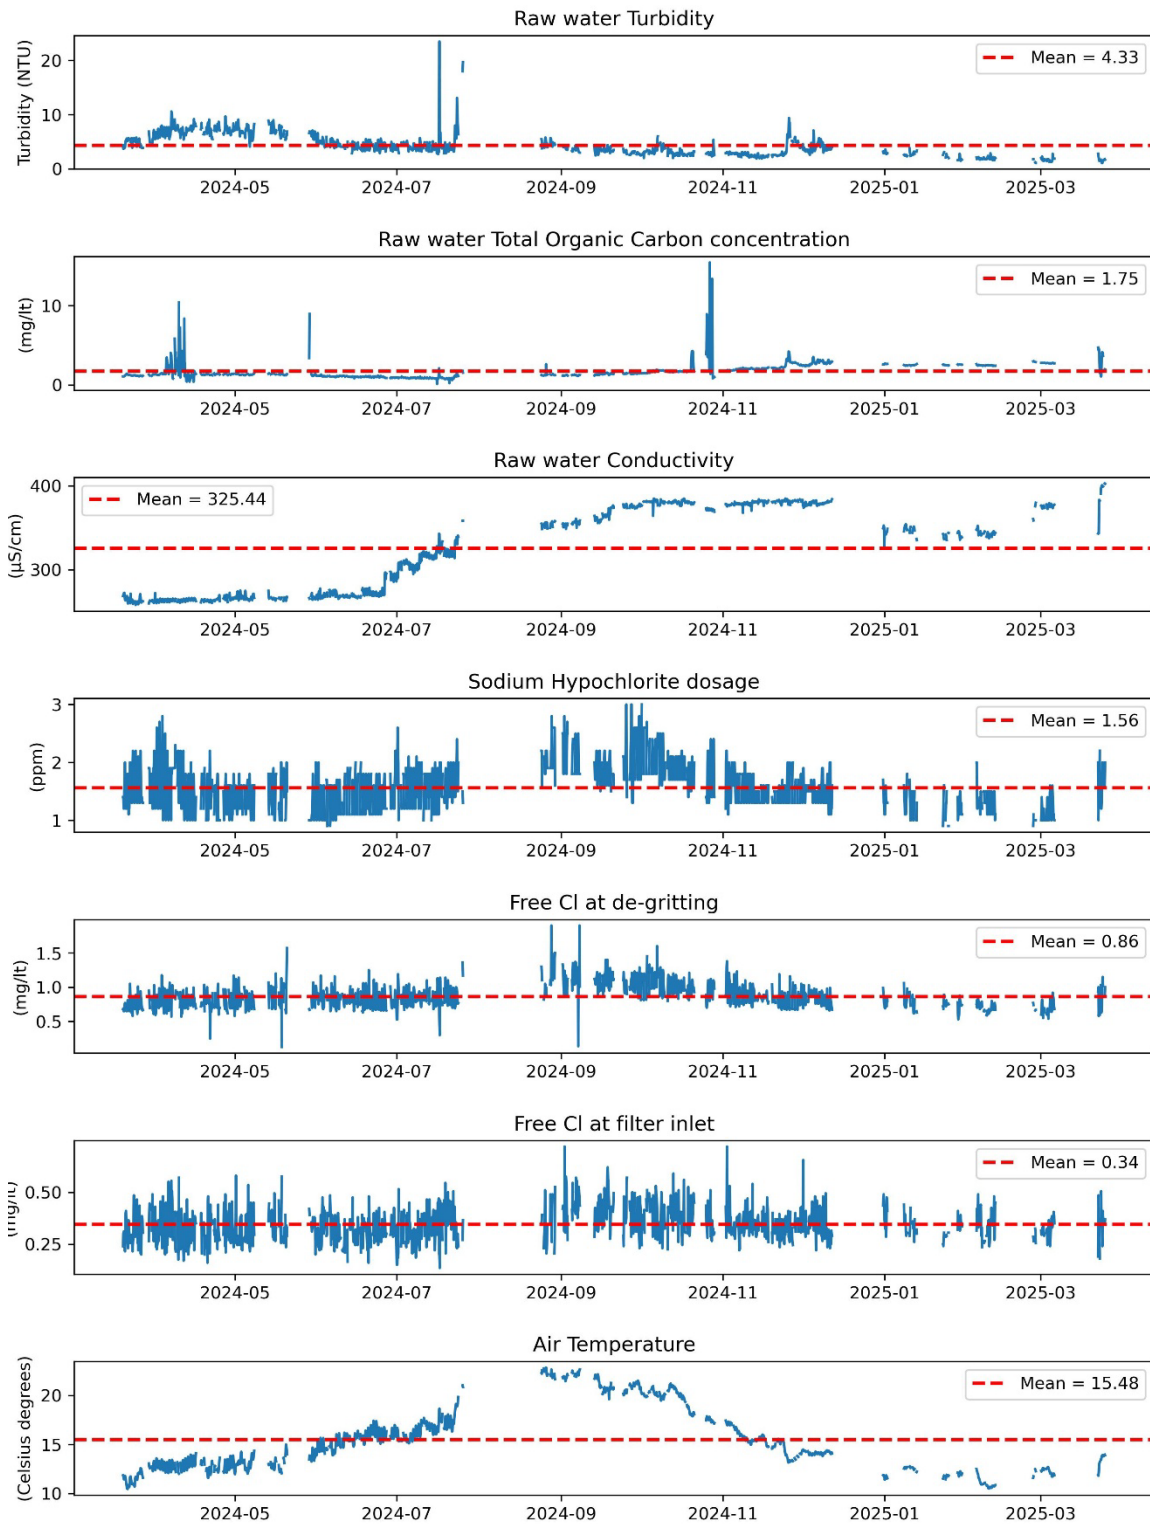 Raw water Turbidity
Turbidity (NTU)
20
10
0
Mean = 4.33
2024-05 2024-07 2024-09 2024-11 2025-01 2025-03
Raw water Total Organic Carbon concentration
(mg/lt)
10
0
Mean = 1.75
2024-05 2024-07 2024-09 2024-11 2025-01 2025-03
Raw water Conductivity
(µS/cm)
400
300
Mean = 325.44
2024-05 2024-07 2024-09 2024-11 2025-01 2025-03
Sodium Hypochlorite dosage
(ppm)
3
2
1
Mean = 1.56
2024-05 2024-07 2024-09 2024-11 2025-01 2025-03
Free Cl at de-gritting
(mg/lt)
1.5
1.0
0.5
Mean = 0.86
2024-05 2024-07 2024-09 2024-11 2025-01 2025-03
Free Cl at filter inlet
(mg/lt)
0.50
0.25
Mean = 0.34
2024-05 2024-07 2024-09 2024-11 2025-01 2025-03
Air Temperature
(Celsius degrees)
20
15
10
Mean = 15.48
2024-05 2024-07 2024-09 2024-11 2025-01 2025-03